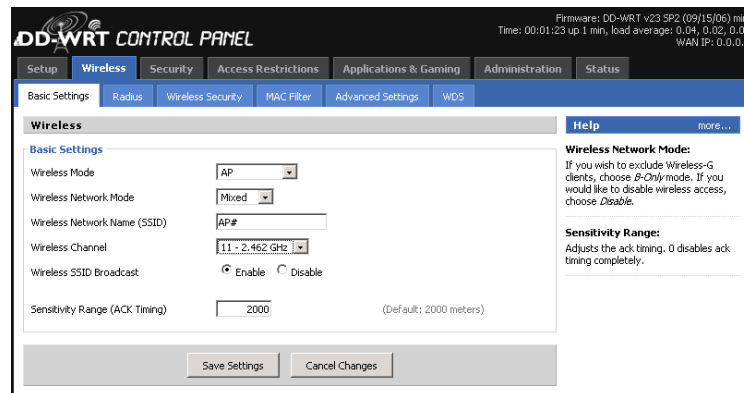 DD-WRT CONTROL PANEL
Firmware: DD-WRT v23 SP2 (09/15/06)
Time: 00:01:23 up 1 min, load average: 0.04, 0.02, 0.0
WAN IP: 0.0.0.
Setup Wireless Security Access Restrictions Applications & Gaming Administration Status
Basic Settings Radius Wireless Security MAC Filter Advanced Settings WDS
Wireless
Basic Settings
Wireless Mode AP
Wireless Network Mode Mixed
Wireless Network Name (SSID) AP#
Wireless Channel 11 - 2.462 GHz
Wireless SSID Broadcast Enable Disable
Sensitivity Range (ACK Timing) 2000 (Default: 2000 meters)
Save Settings Cancel Changes
Help more...
Wireless Network Mode:
If you wish to exclude Wireless-G
clients, choose B-Only mode. If you
would like to disable wireless access,
choose Disable.
Sensitivity Range:
Adjusts the ack timing. 0 disables ack
timing completely.